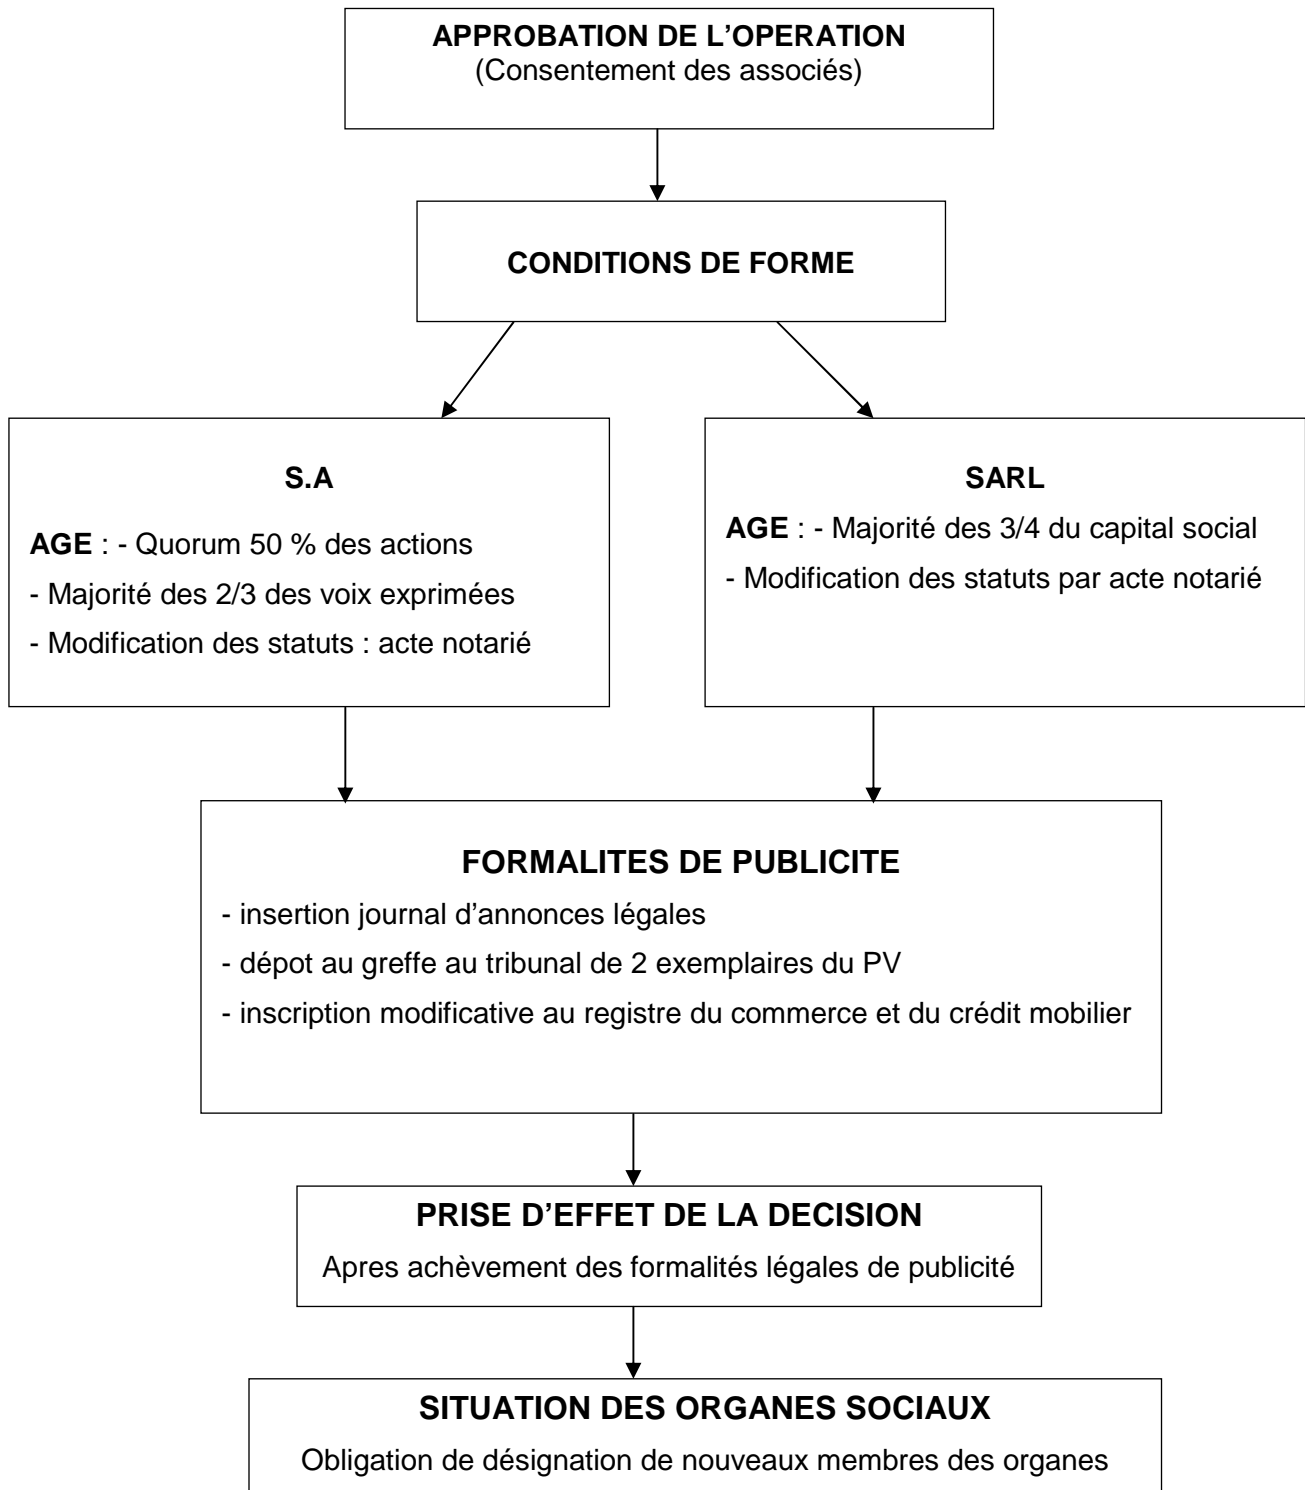 APPROBATION DE L’OPERATION
(Consentement des associés)
CONDITIONS DE FORME
S.A
AGE : - Quorum 50 % des actions
- Majorité des 2/3 des voix exprimées
- Modification des statuts : acte notarié
SARL
AGE : - Majorité des 3/4 du capital social
- Modification des statuts par acte notarié
FORMALITES DE PUBLICITE
- insertion journal d’annonces légales
- dépot au greffe au tribunal de 2 exemplaires du PV
- inscription modificative au registre du commerce et du crédit mobilier
PRISE D’EFFET DE LA DECISION
Apres achèvement des formalités légales de publicité
SITUATION DES ORGANES SOCIAUX
Obligation de désignation de nouveaux membres des organes